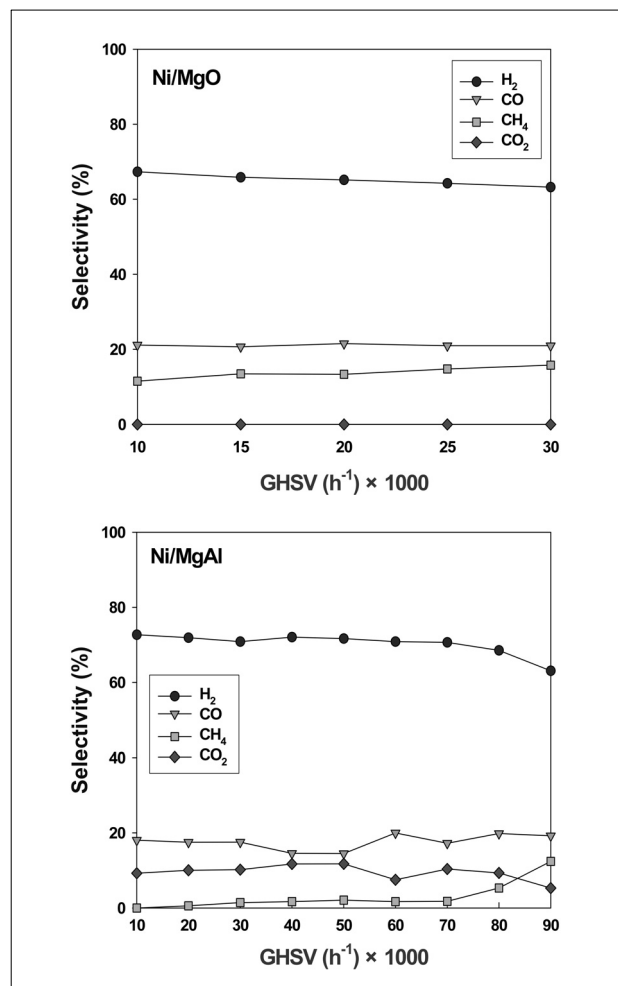 Ni/MgO
H₂
CO
CH₄
CO₂
Selectivity (%)
100
80
60
40
20
0
10 15 20 25 30
GHSV (h⁻¹) × 1000
Ni/MgAl
H₂
CO
CH₄
CO₂
Selectivity (%)
100
80
60
40
20
0
10 20 30 40 50 60 70 80 90
GHSV (h⁻¹) × 1000